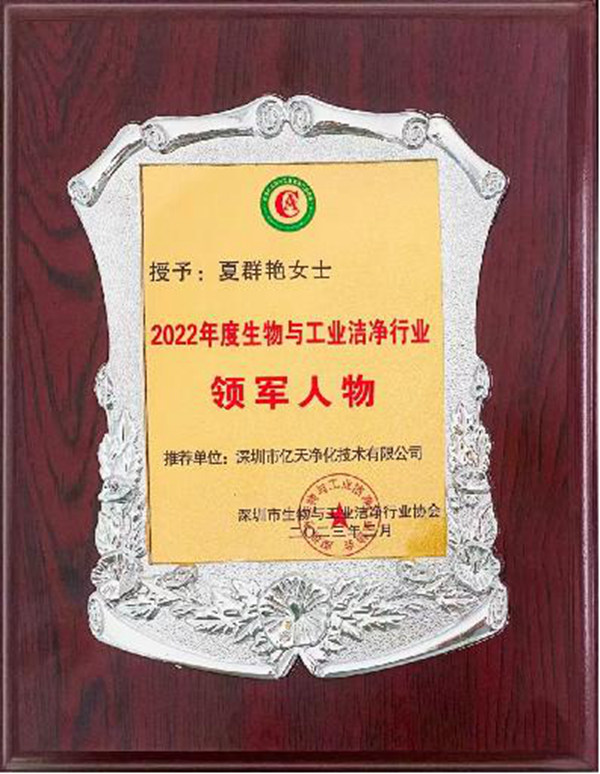 授予：夏群艳女士
2022年度生物与工业洁净行业
领军人物
推荐单位：深圳市亿天净化技术有限公司
深圳市生物与工业洁净行业协会
二〇二三年三月